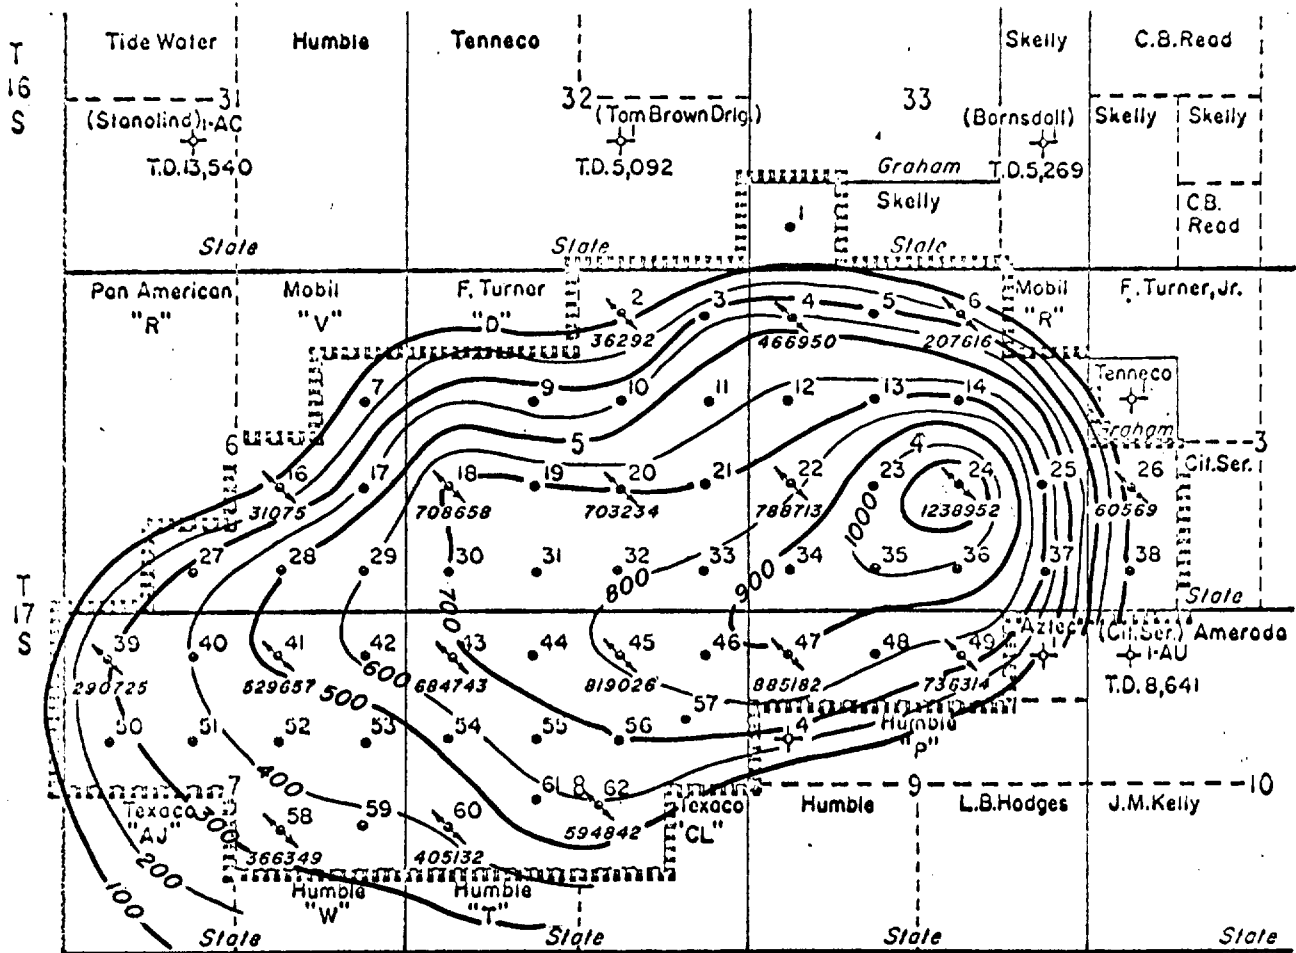 T
16
S
Tide Water
Humble
Tenneco
Skelly
C.B. Read
31
32
33
(Stanolind)
1-AC
T.D. 13,540
(Tom Brown Drlg.)
T.D. 5,092
(Barnsdall)
T.D. 5,269
Skelly
Skelly
Graham
Skelly
C.B.
Read
1
State
State
State
Pan American
"R"
Mobil
"V"
F. Turner
"D"
2
36292
3
4
466950
5
6
207616
Mobil
"R"
F. Turner, Jr.
7
9
10
11
12
13
14
Tenneco
1
Graham
6
5
4
3
16
31075
17
18
708658
19
20
703234
21
22
786713
23
24
1238952
25
26
60569
Cit. Ser.
1000
27
28
29
30
31
32
33
34
35
36
37
38
700
800
900
State
T
17
S
39
290725
40
41
529657
42
43
684743
44
45
819026
46
47
885182
48
49
736314
Aztec
1
(Cit. Ser.)
1-AU
T.D. 8,641
Amerada
600
500
50
51
52
53
54
55
56
57
4
Humble
"P"
400
300
200
100
7
8
9
10
Texaco
"AJ"
58
366349
59
60
405132
61
62
594842
Texaco
"CL"
Humble
L.B. Hodges
J.M. Kelly
Humble
"W"
Humble
"T"
State
State
State
State